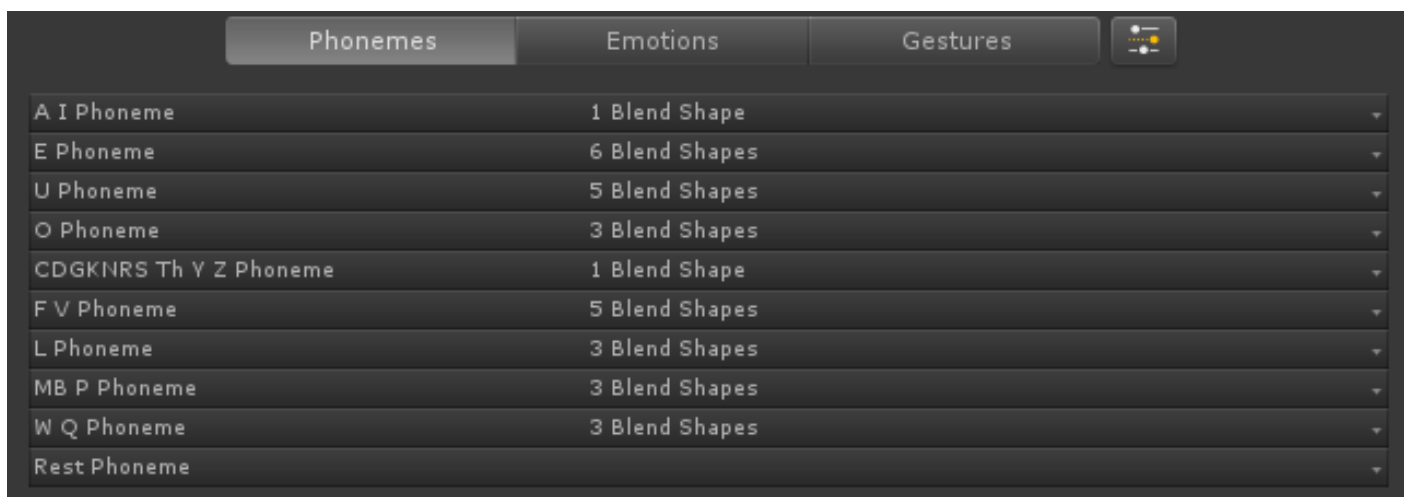 Phonemes Emotions Gestures
A I Phoneme 1 Blend Shape
E Phoneme 6 Blend Shapes
U Phoneme 5 Blend Shapes
O Phoneme 3 Blend Shapes
CDGKNRS Th Y Z Phoneme 1 Blend Shape
F V Phoneme 5 Blend Shapes
L Phoneme 3 Blend Shapes
MB P Phoneme 3 Blend Shapes
W Q Phoneme 3 Blend Shapes
Rest Phoneme